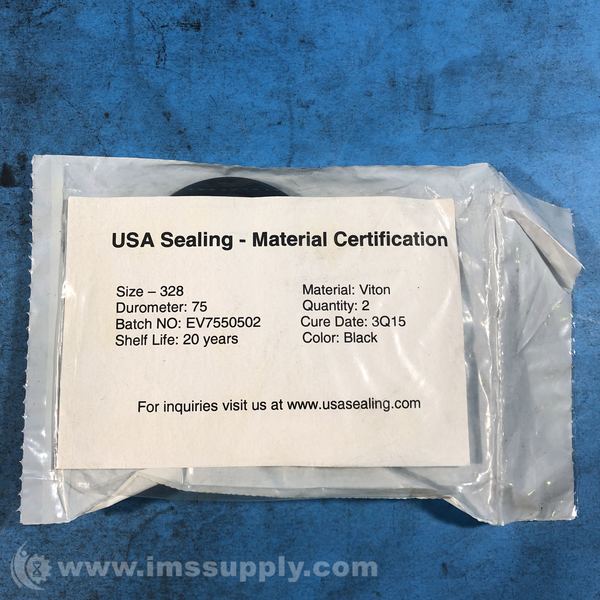 USA Sealing - Material Certification
Size – 328
Durometer: 75
Batch NO: EV7550502
Shelf Life: 20 years
Material: Viton
Quantity: 2
Cure Date: 3Q15
Color: Black
For inquiries visit us at www.usasealing.com
www.imssupply.com